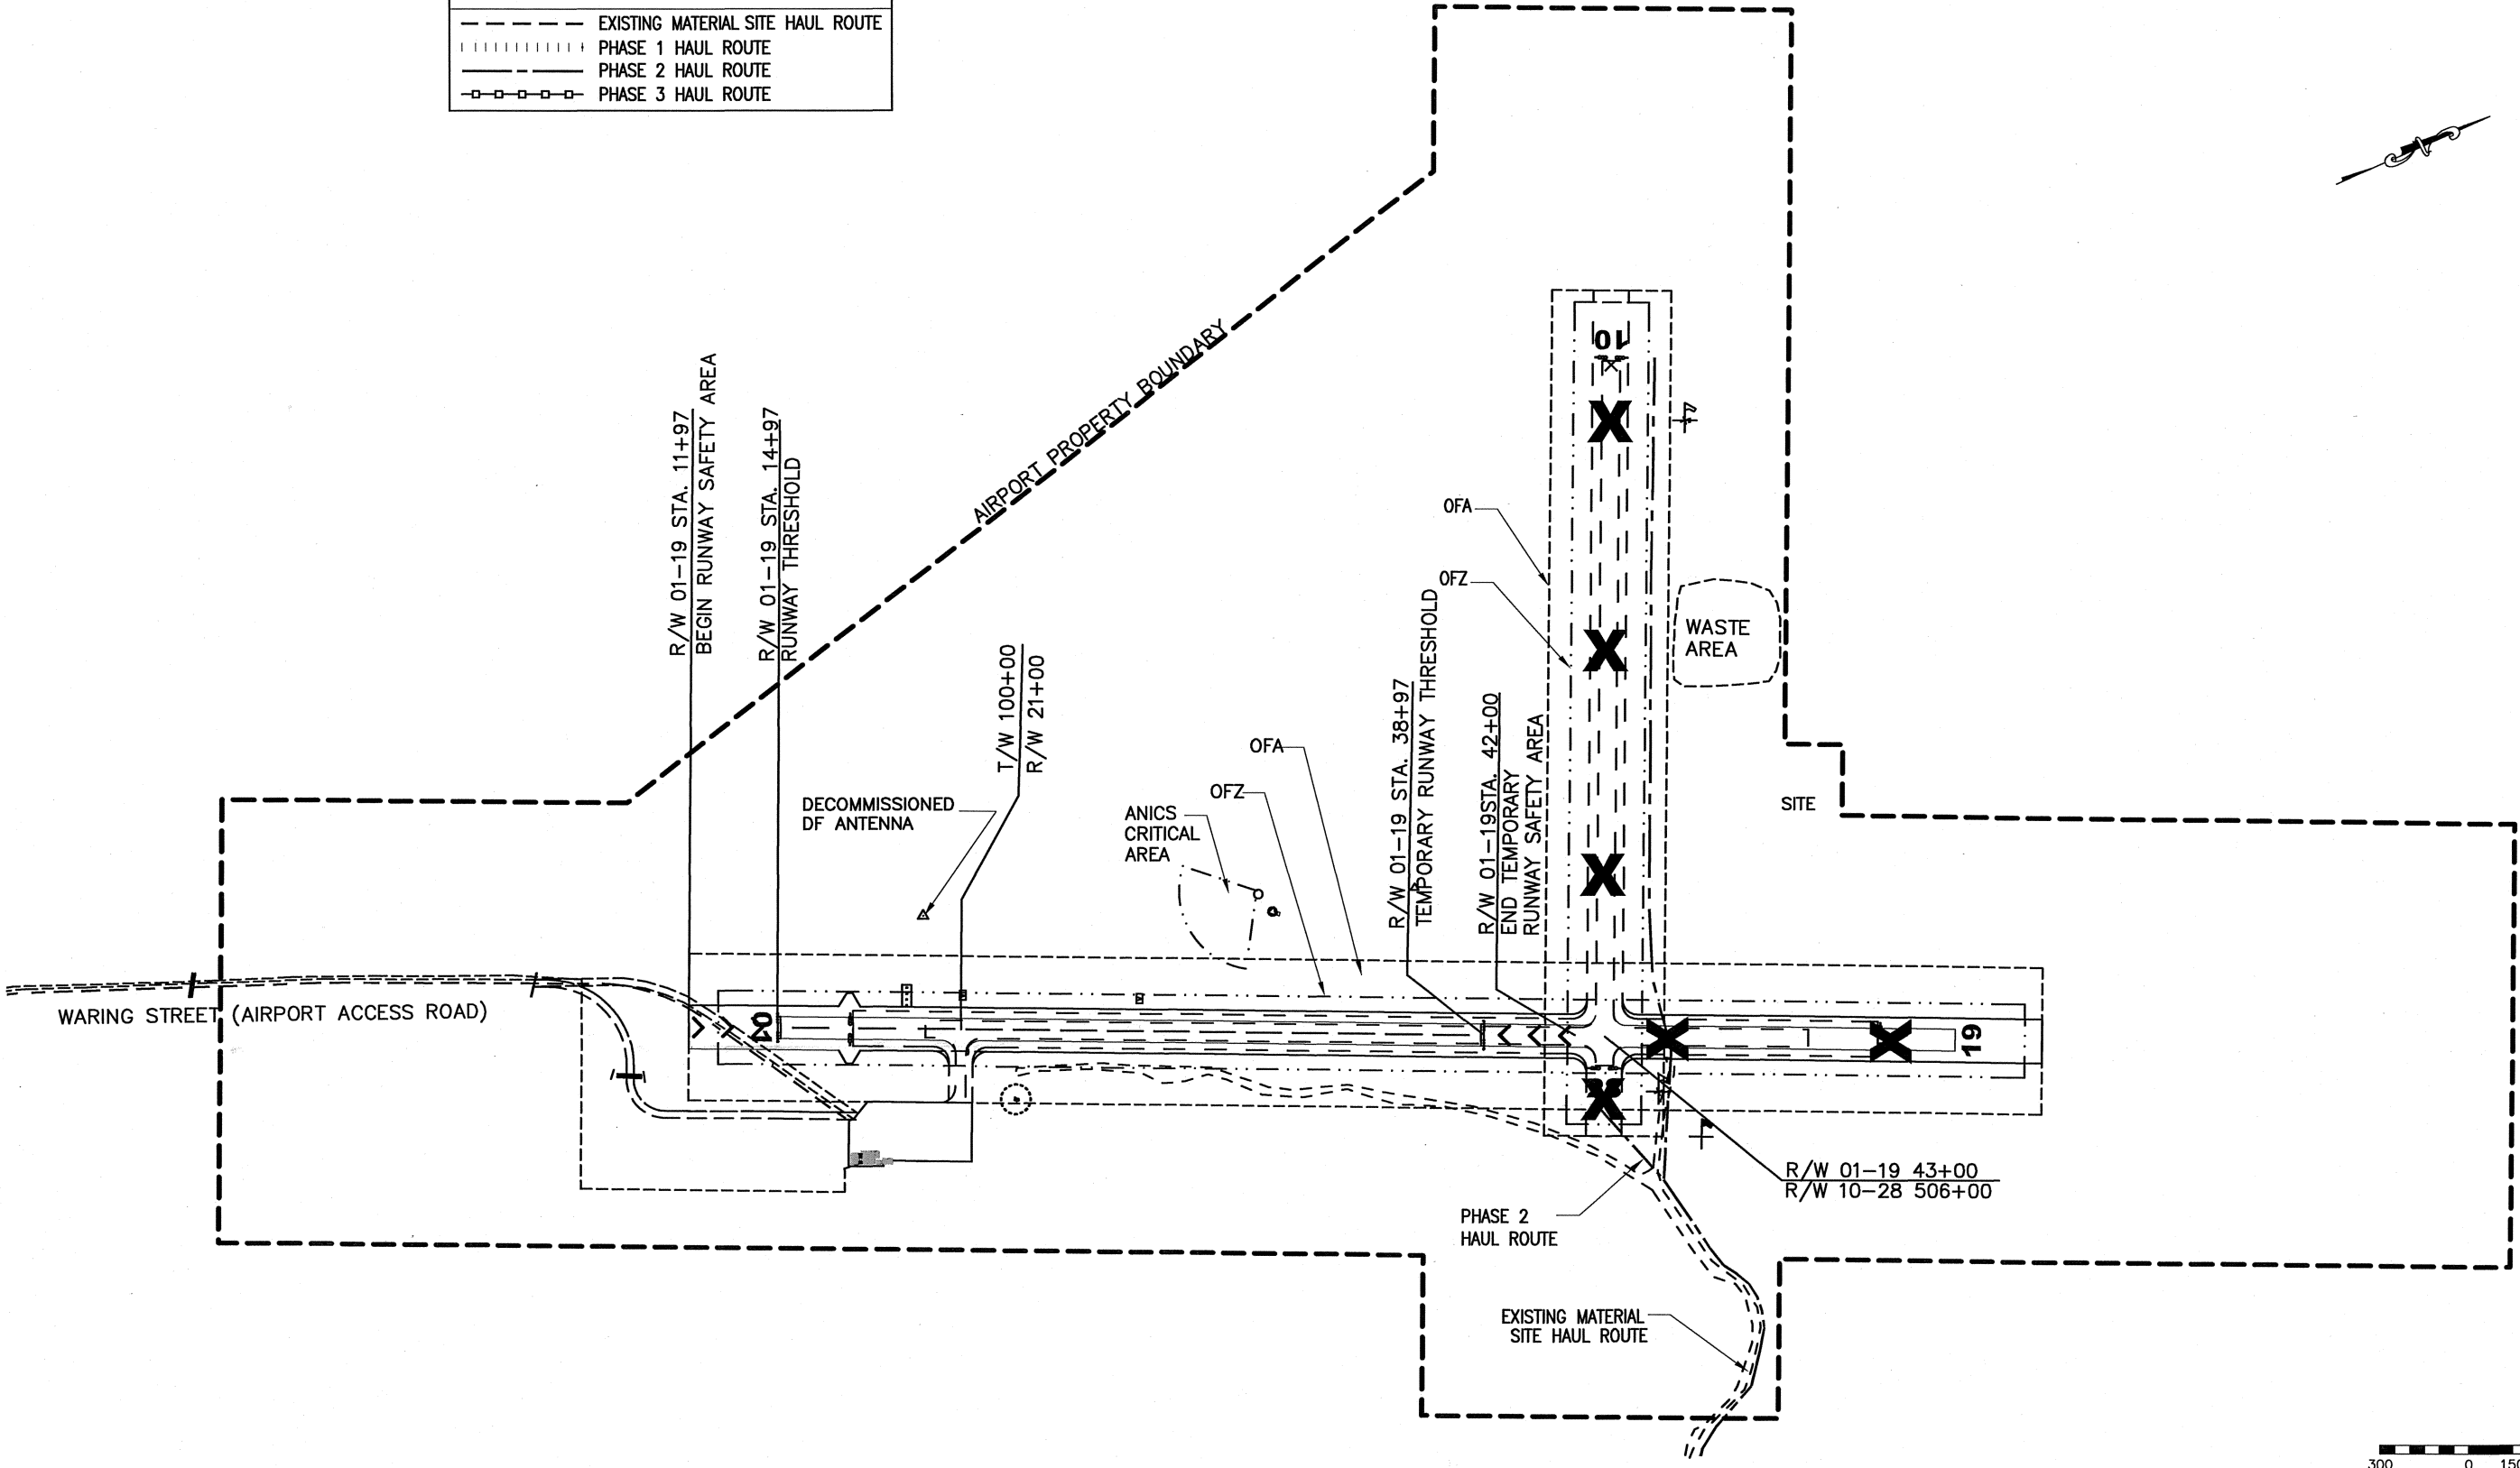 EXISTING MATERIAL SITE HAUL ROUTE
PHASE 1 HAUL ROUTE
PHASE 2 HAUL ROUTE
PHASE 3 HAUL ROUTE
N
AIRPORT PROPERTY BOUNDARY
R/W 01-19 STA. 11+97
BEGIN RUNWAY SAFETY AREA
R/W 01-19 STA. 14+97
RUNWAY THRESHOLD
10
OFA
OFZ
WASTE
AREA
T/W 100+00
R/W 21+00
R/W 01-19 STA. 38+97
TEMPORARY RUNWAY THRESHOLD
R/W 01-19STA. 42+00
END TEMPORARY
RUNWAY SAFETY AREA
OFA
OFZ
DECOMMISSIONED
DF ANTENNA
ANICS
CRITICAL
AREA
SITE
WARING STREET (AIRPORT ACCESS ROAD)
01
19
R/W 01-19 43+00
R/W 10-28 506+00
PHASE 2
HAUL ROUTE
EXISTING MATERIAL
SITE HAUL ROUTE
300 0 150